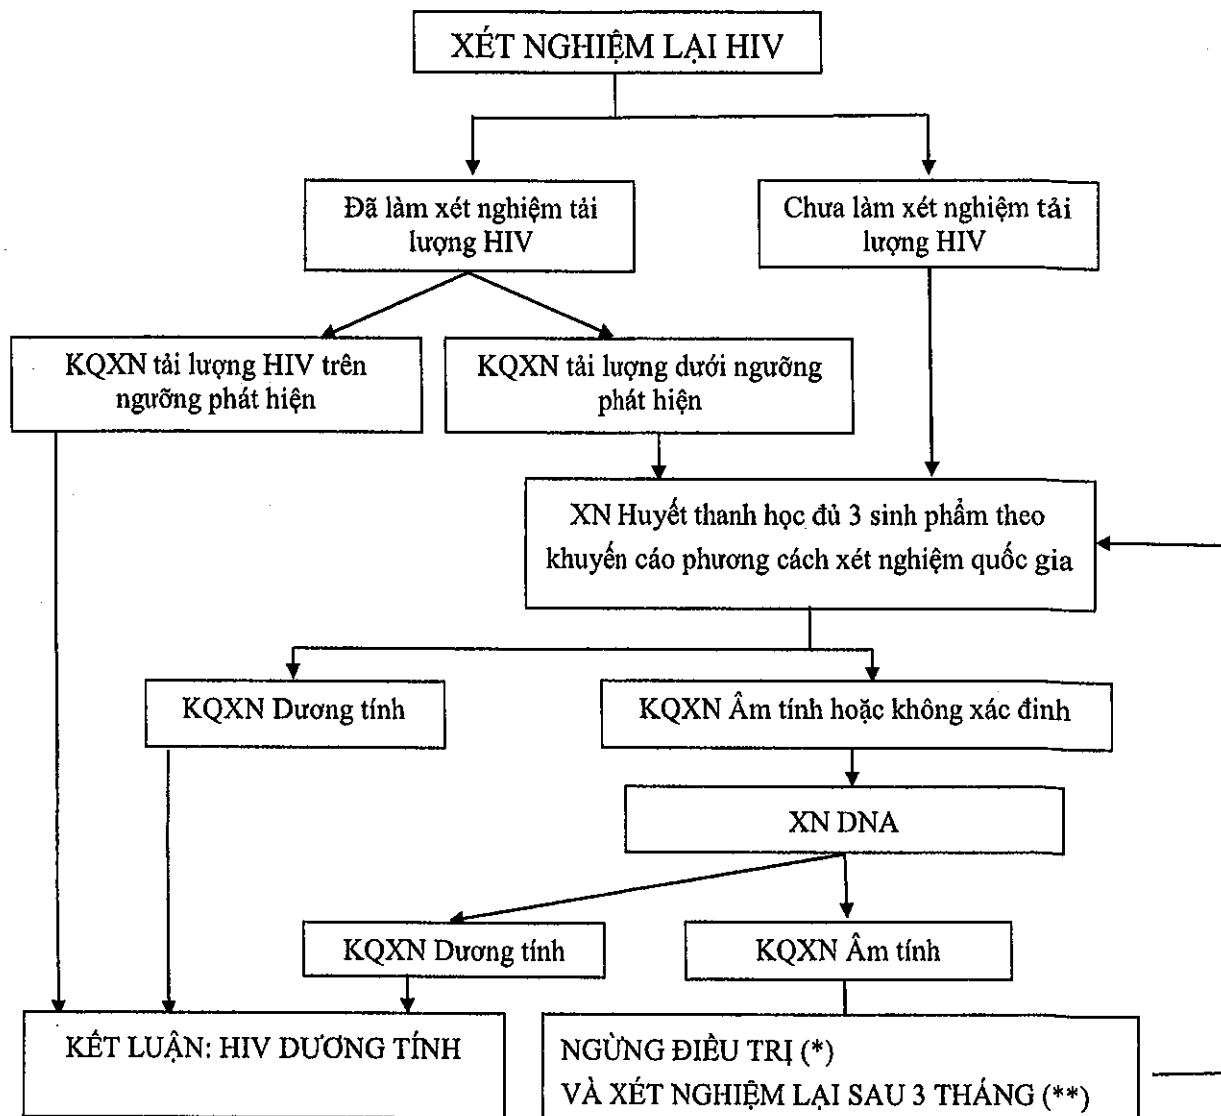 XÉT NGHIỆM LẠI HIV
Đã làm xét nghiệm tải
lượng HIV
Chưa làm xét nghiệm tải
lượng HIV
KQXN tải lượng HIV trên
ngưỡng phát hiện
KQXN tải lượng dưới ngưỡng
phát hiện
XN Huyết thanh học đủ 3 sinh phẩm theo
khuyến cáo phương cách xét nghiệm quốc gia
KQXN Dương tính
KQXN Âm tính hoặc không xác đinh
XN DNA
KQXN Dương tính
KQXN Âm tính
KẾT LUẬN: HIV DƯƠNG TÍNH
NGỪNG ĐIỀU TRỊ (*)
VÀ XÉT NGHIỆM LẠI SAU 3 THÁNG (**)